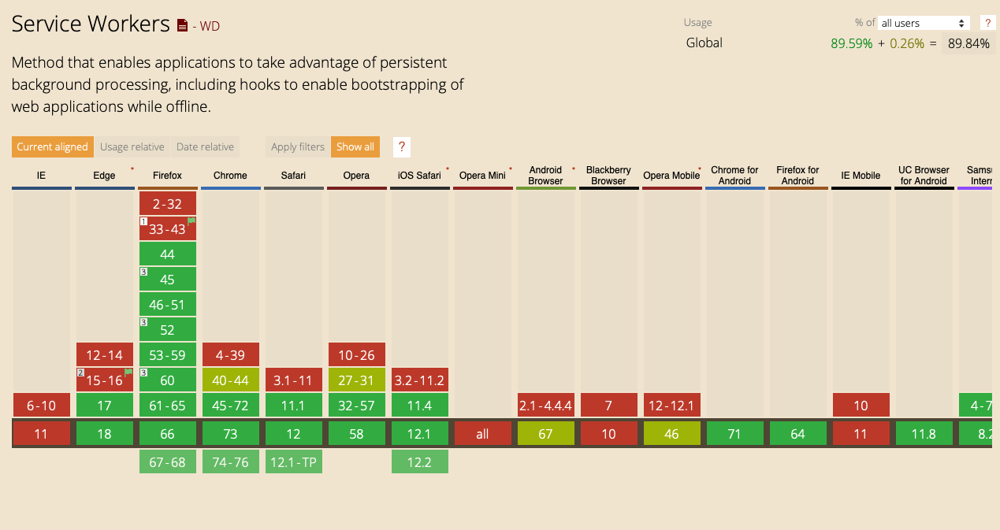 Service Workers - WD
Usage % of all users ?
Global 89.59% + 0.26% = 89.84%
Method that enables applications to take advantage of persistent
background processing, including hooks to enable bootstrapping of
web applications while offline.
Current aligned Usage relative Date relative Apply filters Show all ?
IE
Edge *
Firefox
Chrome
Safari
Opera
iOS Safari *
Opera Mini *
Android *
Browser
Blackberry
Browser
Opera Mobile *
Chrome for
Android
Firefox for
Android
IE Mobile
UC Browser
for Android
Samsu
Intern
2-32
1 33-43
44
3 45
46-51
3 52
12-14 53-59 4-39 10-26
2 15-16 3 60 40-44 3.1-11 27-31 3.2-11.2
6-10 17 61-65 45-72 11.1 32-57 11.4 2.1-4.4.4 7 12-12.1 10 4-7
11 18 66 73 12 58 12.1 all 67 10 46 71 64 11 11.8 8.2
67-68 74-76 12.1-TP 12.2